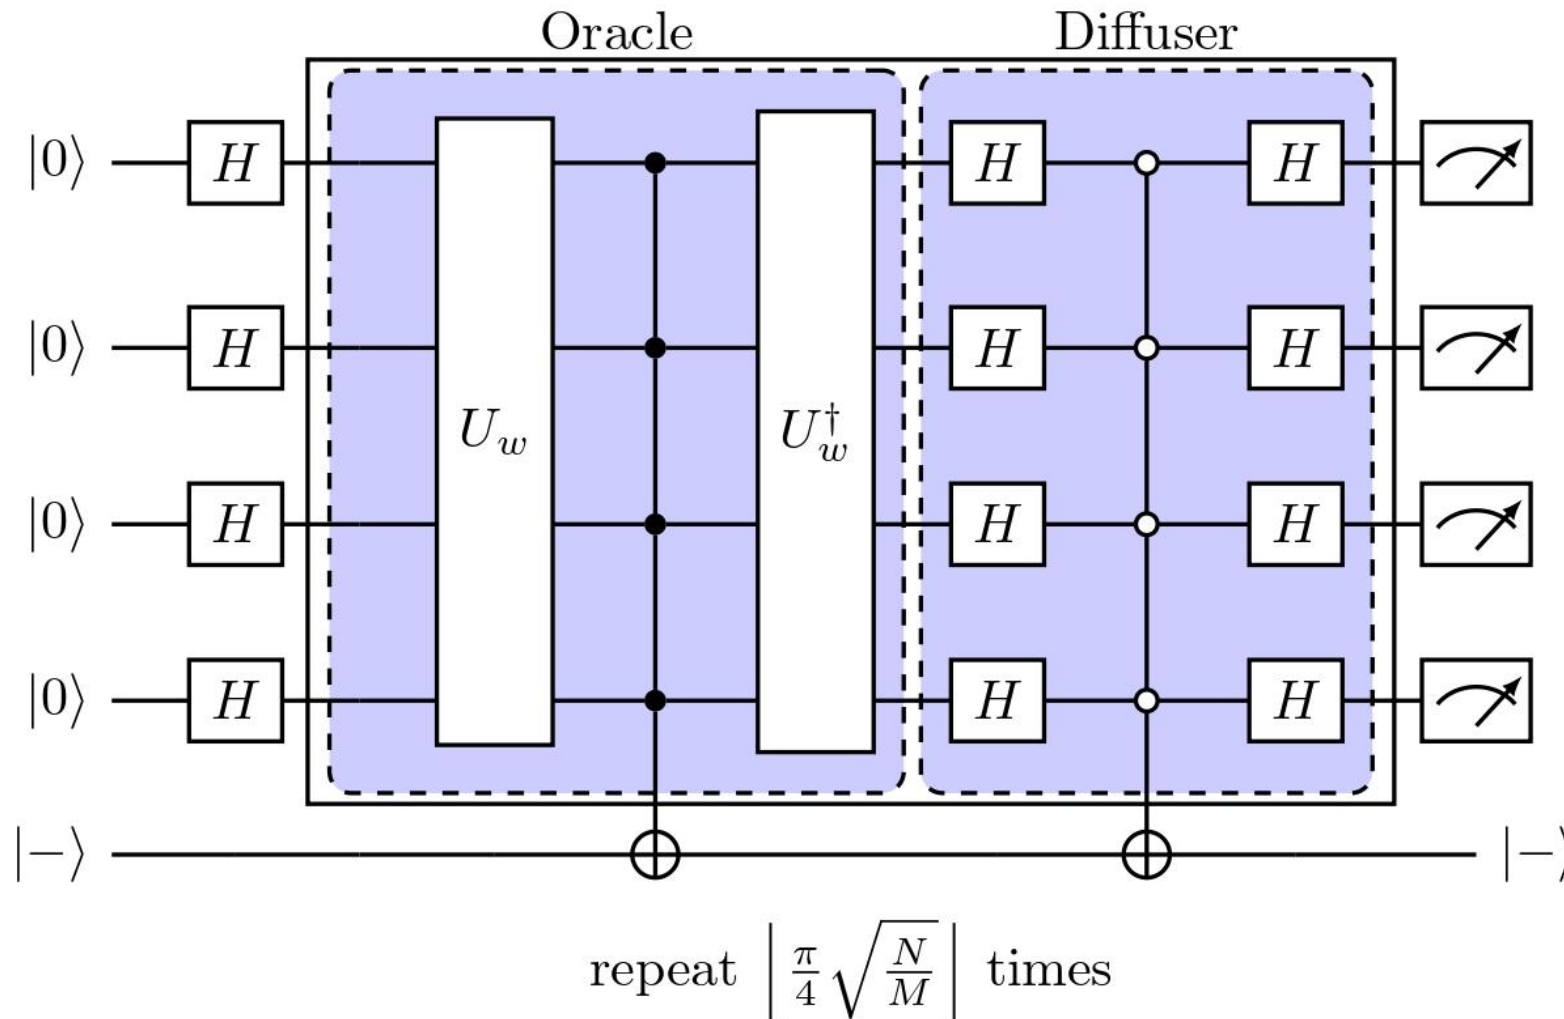 Oracle Diffuser
|0⟩ H H H
|0⟩ H H H
U_w U_w^†
|0⟩ H H H
|0⟩ H H H
|−⟩ |−⟩
repeat ⌊π/4 √(N/M)⌋ times